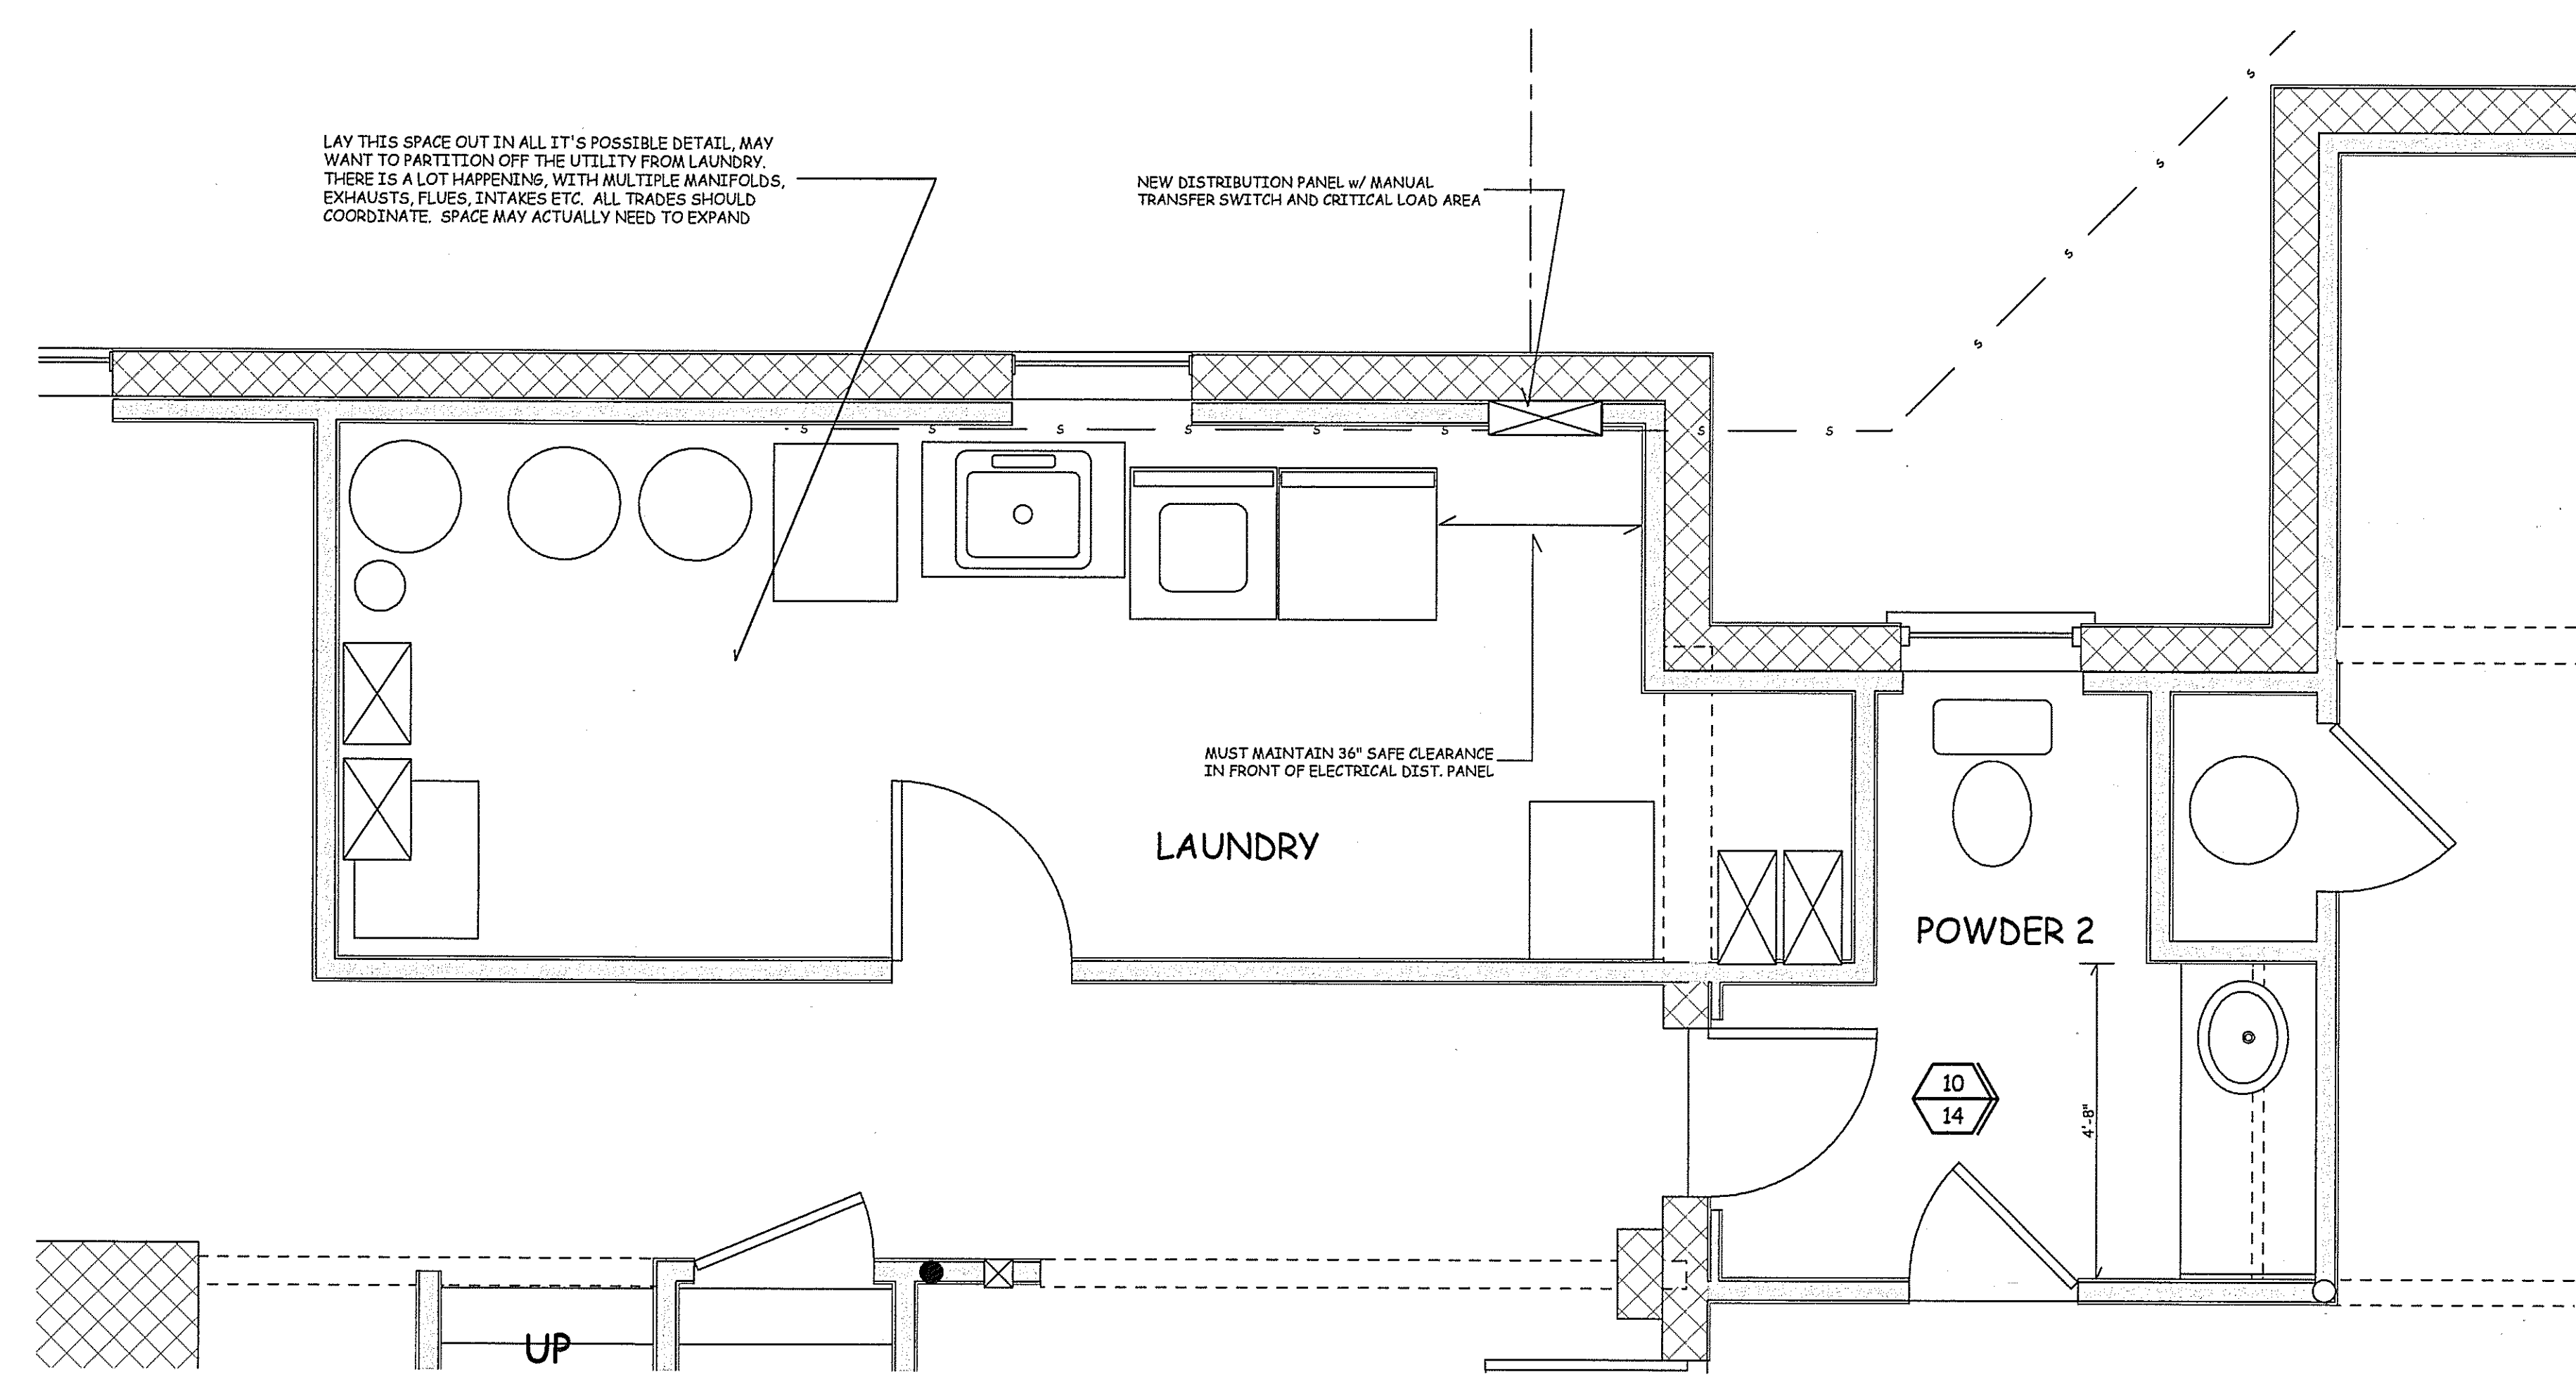 LAY THIS SPACE OUT IN ALL IT'S POSSIBLE DETAIL, MAY
WANT TO PARTITION OFF THE UTILITY FROM LAUNDRY.
THERE IS A LOT HAPPENING, WITH MULTIPLE MANIFOLDS,
EXHAUSTS, FLUES, INTAKES ETC. ALL TRADES SHOULD
COORDINATE. SPACE MAY ACTUALLY NEED TO EXPAND
NEW DISTRIBUTION PANEL w/ MANUAL
TRANSFER SWITCH AND CRITICAL LOAD AREA
S
S
S
S
S
S
S
S
S
S
S
S
MUST MAINTAIN 36" SAFE CLEARANCE
IN FRONT OF ELECTRICAL DIST. PANEL
LAUNDRY
POWDER 2
10
14
4'-8"
UP